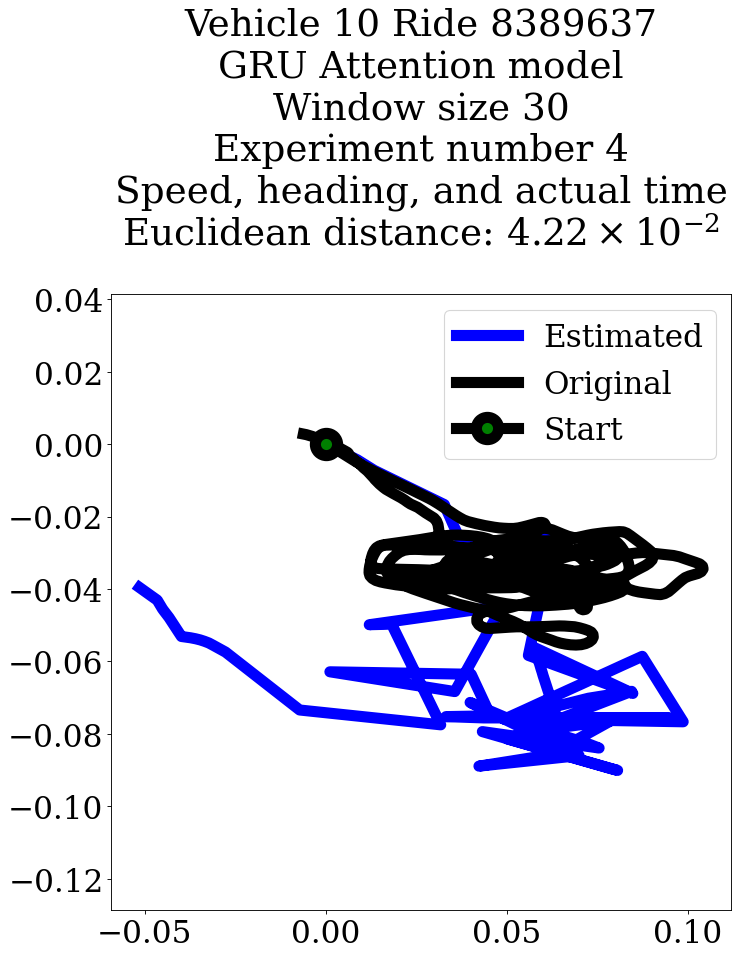 Vehicle 10 Ride 8389637
GRU Attention model
Window size 30
Experiment number 4
Speed, heading, and actual time
Euclidean distance: 4.22 × 10⁻²
0.04
0.02
0.00
−0.02
−0.04
−0.06
−0.08
−0.10
−0.12
Estimated
Original
Start
−0.05
0.00
0.05
0.10